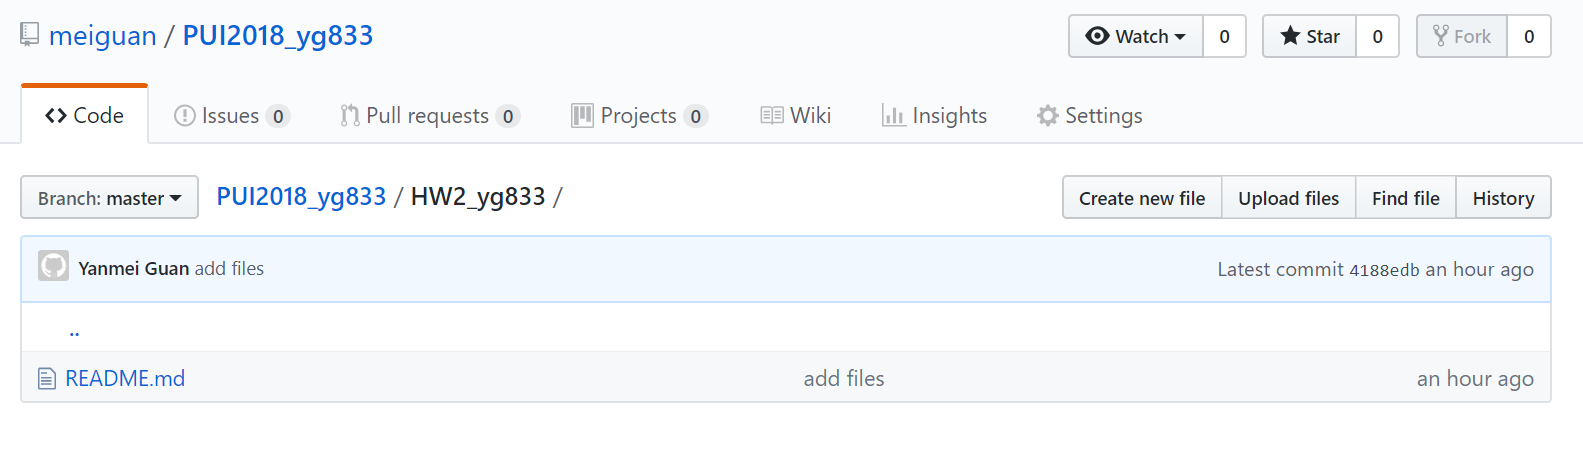 meiguan / PUI2018_yg833 Watch 0 Star 0 Fork 0
Code Issues 0 Pull requests 0 Projects 0 Wiki Insights Settings
Branch: master PUI2018_yg833 / HW2_yg833 / Create new file Upload files Find file History
Yanmei Guan add files Latest commit 4188edb an hour ago
..
README.md add files an hour ago